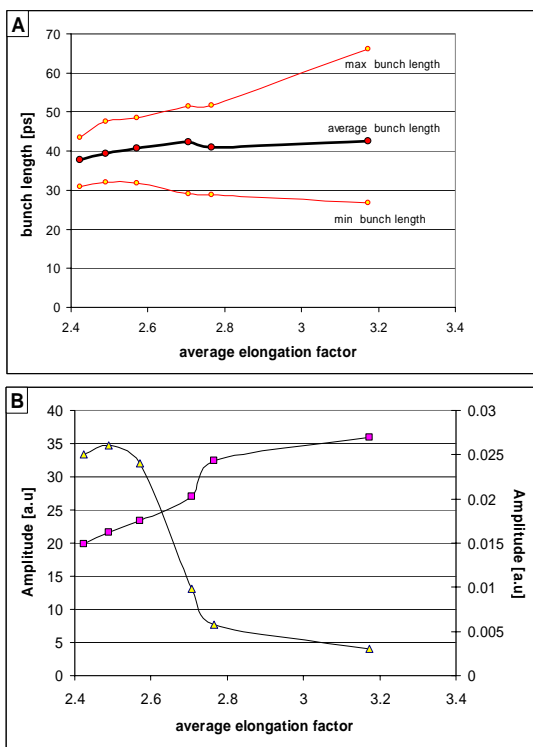 A
70
60
50
40
30
20
10
0
bunch length [ps]
max bunch length
average bunch length
min bunch length
2.4 2.6 2.8 3 3.2 3.4
average elongation factor
B
40
35
30
25
20
15
10
5
0
Amplitude [a.u]
0.03
0.025
0.02
0.015
0.01
0.005
0
Amplitude [a.u]
2.4 2.6 2.8 3 3.2 3.4
average elongation factor